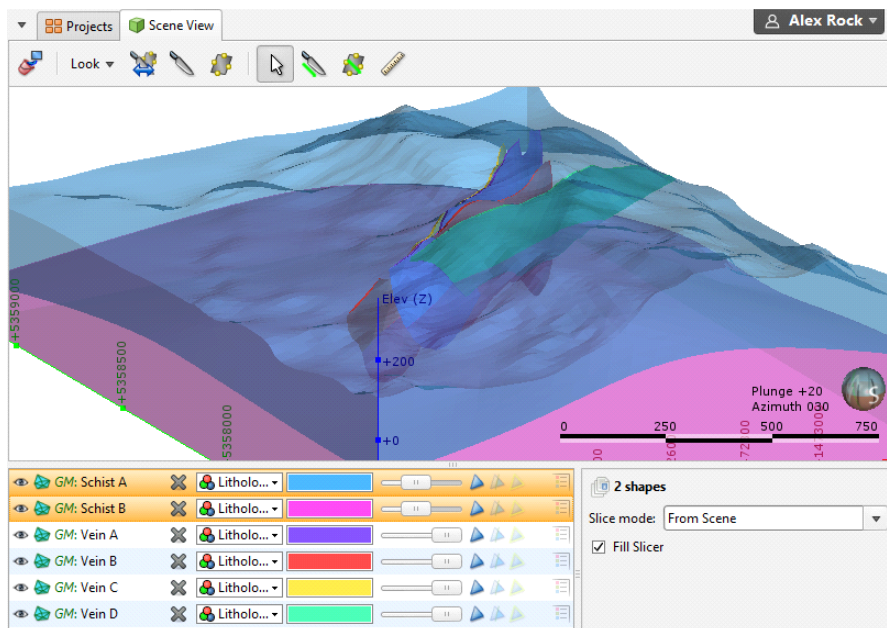 Projects
Scene View
Alex Rock
Look
Elev (Z)
+5359000
+5358500
+5358000
+200
+0
Plunge +20
Azimuth 030
S
0 250 500 750
GM: Schist A Litholo...
GM: Schist B Litholo...
GM: Vein A Litholo...
GM: Vein B Litholo...
GM: Vein C Litholo...
GM: Vein D Litholo...
2 shapes
Slice mode: From Scene
Fill Slicer